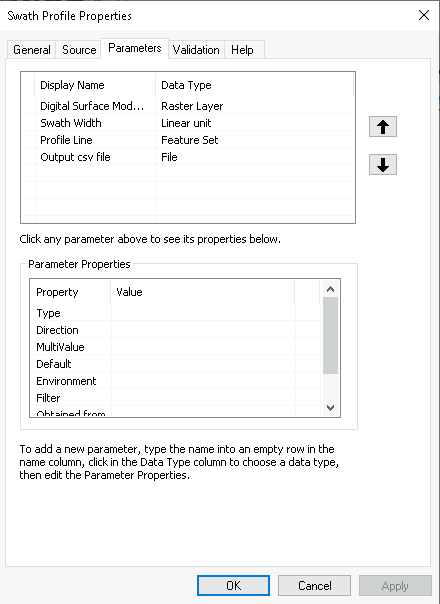 Swath Profile Properties
General Source Parameters Validation Help
Display Name Data Type
Digital Surface Mod... Raster Layer
Swath Width Linear unit
Profile Line Feature Set
Output csv file File
Click any parameter above to see its properties below.
Parameter Properties
Property Value
Type
Direction
MultiValue
Default
Environment
Filter
Obtained from
To add a new parameter, type the name into an empty row in the
name column, click in the Data Type column to choose a data type,
then edit the Parameter Properties.
OK Cancel Apply